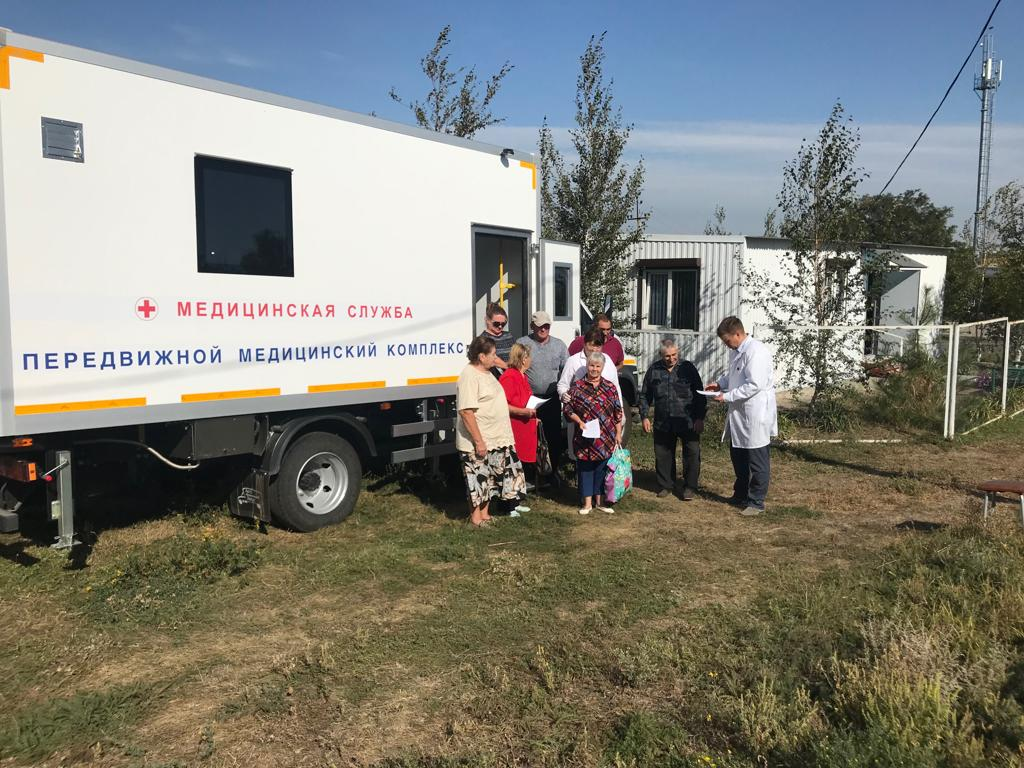 МЕДИЦИНСКАЯ СЛУЖБА
ПЕРЕДВИЖНОЙ МЕДИЦИНСКИЙ КОМПЛЕКС